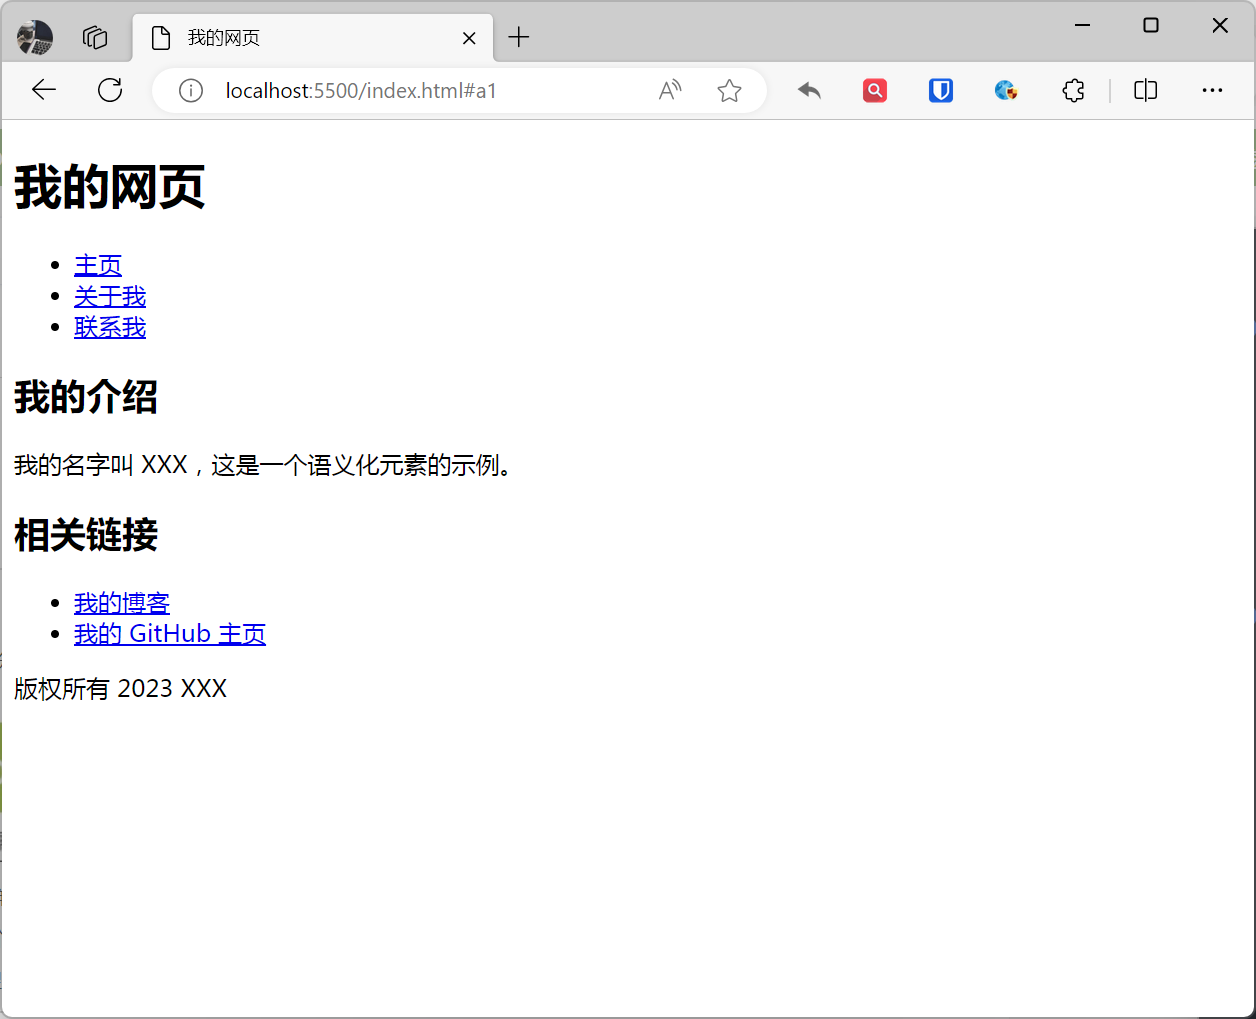 我的网页
localhost:5500/index.html#a1
我的网页
主页
关于我
联系我
我的介绍
我的名字叫 XXX，这是一个语义化元素的示例。
相关链接
我的博客
我的 GitHub 主页
版权所有 2023 XXX